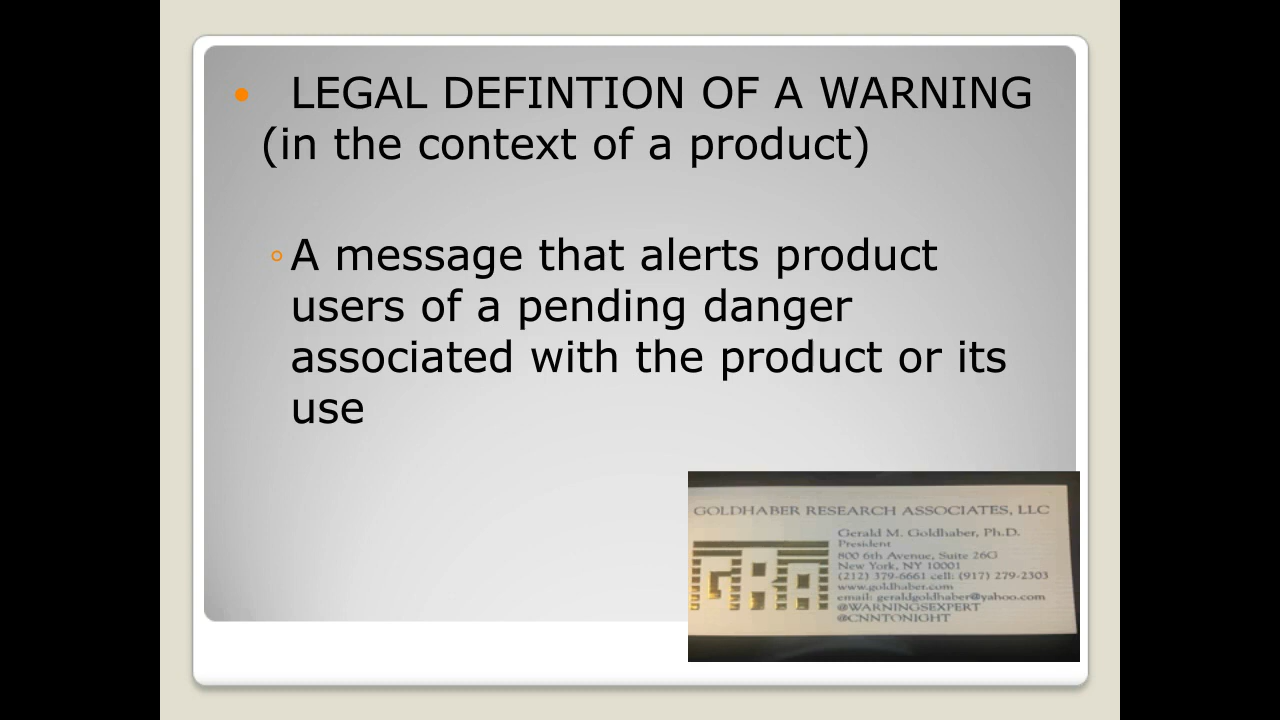 LEGAL DEFINTION OF A WARNING
(in the context of a product)
A message that alerts product
users of a pending danger
associated with the product or its
use
GOLDHABER RESEARCH ASSOCIATES, LLC
GRA
Gerald M. Goldhaber, Ph.D.
President
800 6th Avenue, Suite 26G
New York, NY 10001
(212) 379-6661 cell: (917) 279-2303
www.goldhaber.com
email: geraldgoldhaber@yahoo.com
@WARNINGSEXPERT
@CNNTONIGHT